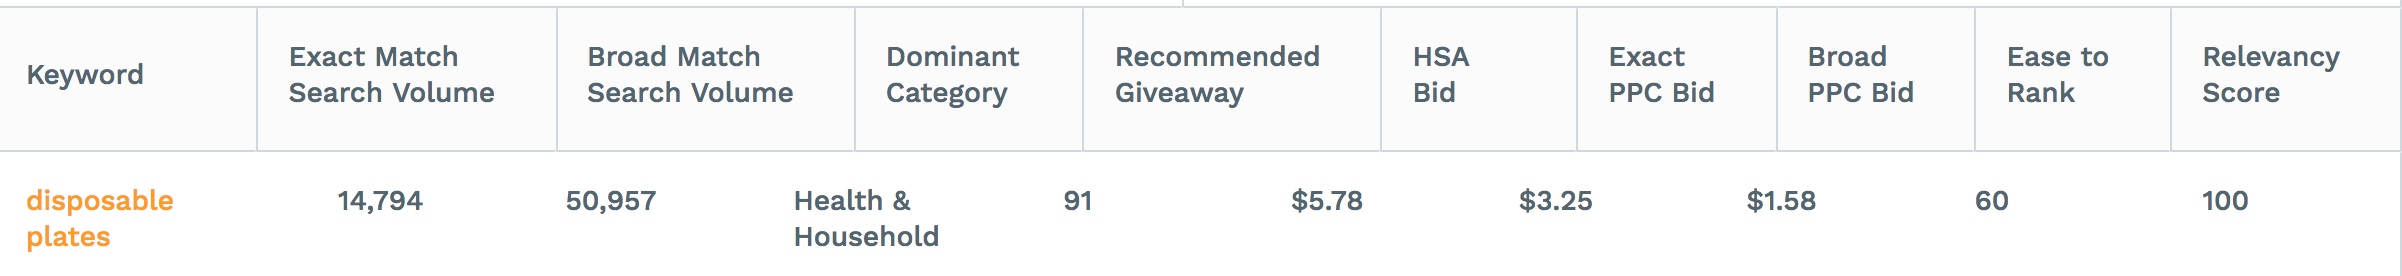 Keyword
Exact Match
Search Volume
Broad Match
Search Volume
Dominant
Category
Recommended
Giveaway
HSA
Bid
Exact
PPC Bid
Broad
PPC Bid
Ease to
Rank
Relevancy
Score
disposable
plates
14,794
50,957
Health &
Household
91
$5.78
$3.25
$1.58
60
100